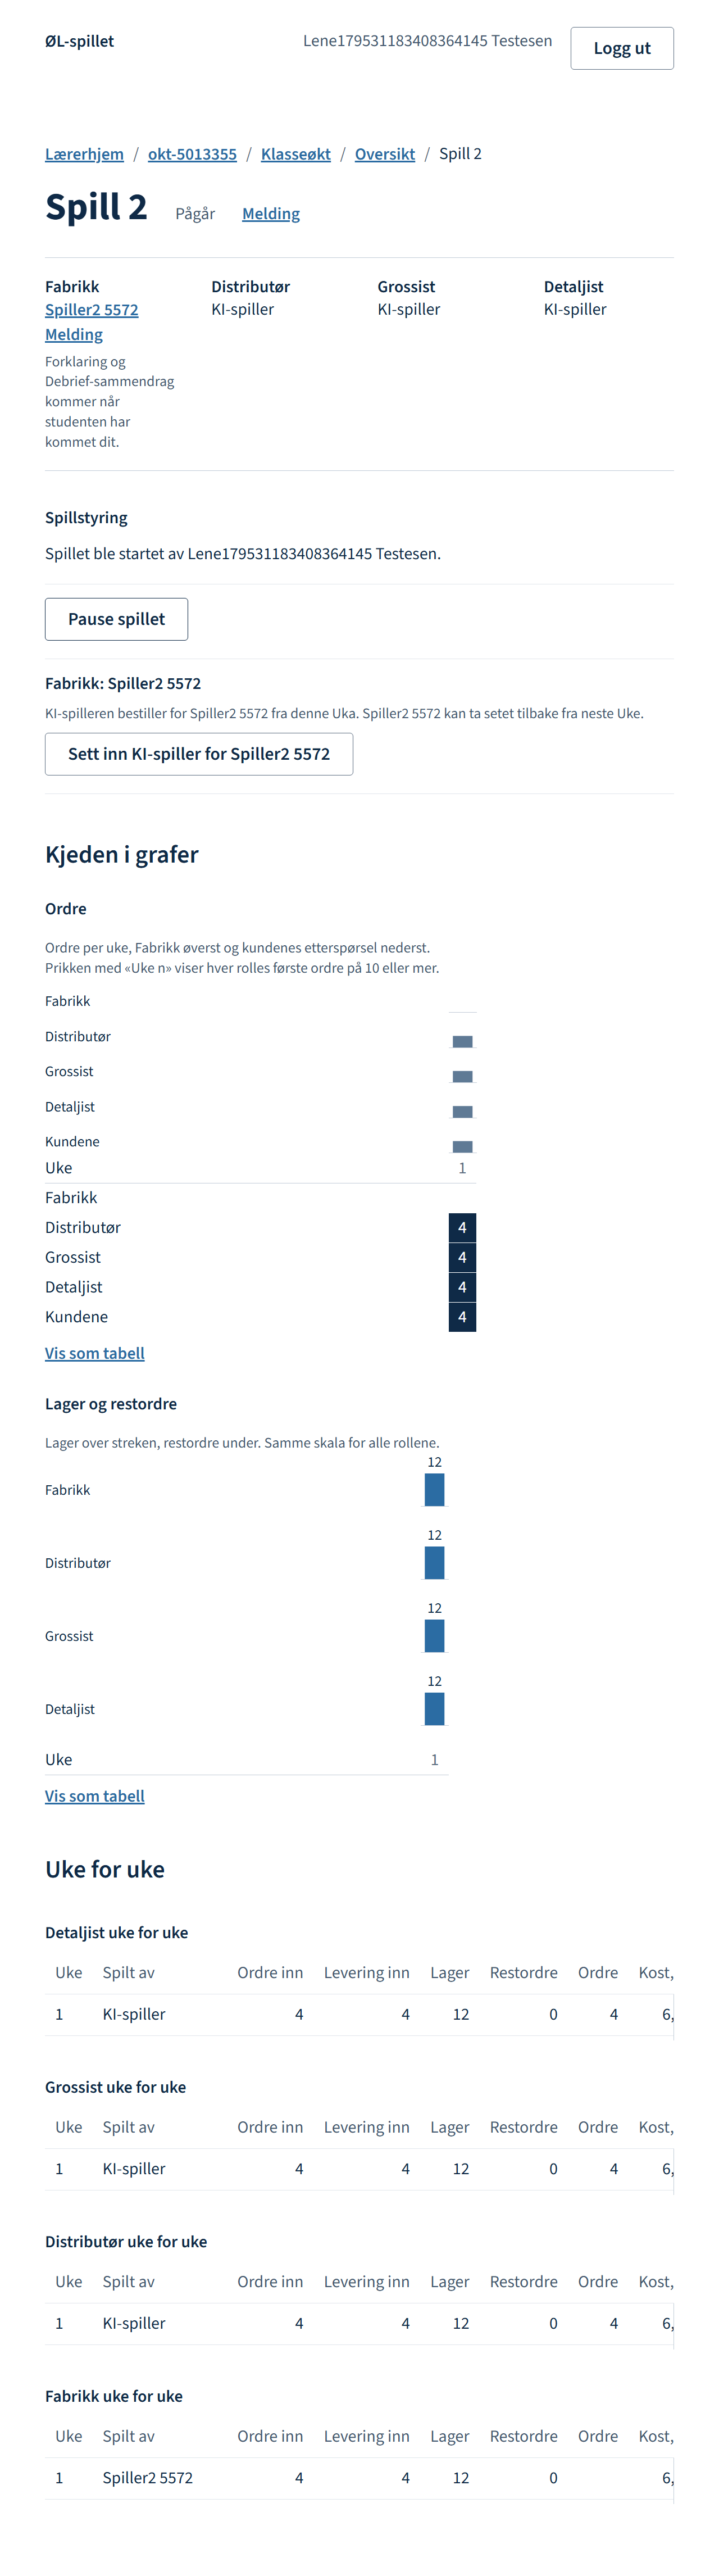 ØL-spillet
Lene179531183408364145 Testesen
Logg ut
Lærerhjem / okt-5013355 / Klasseøkt / Oversikt / Spill 2
Spill 2 Pågår Melding
Fabrikk Distributør Grossist Detaljist
Spiller2 5572 KI-spiller KI-spiller KI-spiller
Melding
Forklaring og
Debrief-sammendrag
kommer når
studenten har
kommet dit.
Spillstyring
Spillet ble startet av Lene179531183408364145 Testesen.
Pause spillet
Fabrikk: Spiller2 5572
KI-spilleren bestiller for Spiller2 5572 fra denne Uka. Spiller2 5572 kan ta setet tilbake fra neste Uke.
Sett inn KI-spiller for Spiller2 5572
Kjeden i grafer
Ordre
Ordre per uke, Fabrikk øverst og kundenes etterspørsel nederst.
Prikken med «Uke n» viser hver rolles første ordre på 10 eller mer.
Fabrikk
Distributør
Grossist
Detaljist
Kundene
Uke 1
Fabrikk
Distributør 4
Grossist 4
Detaljist 4
Kundene 4
Vis som tabell
Lager og restordre
Lager over streken, restordre under. Samme skala for alle rollene.
12
Fabrikk
12
Distributør
12
Grossist
12
Detaljist
Uke 1
Vis som tabell
Uke for uke
Detaljist uke for uke
Uke Spilt av Ordre inn Levering inn Lager Restordre Ordre Kost,
1 KI-spiller 4 4 12 0 4 6,
Grossist uke for uke
Uke Spilt av Ordre inn Levering inn Lager Restordre Ordre Kost,
1 KI-spiller 4 4 12 0 4 6,
Distributør uke for uke
Uke Spilt av Ordre inn Levering inn Lager Restordre Ordre Kost,
1 KI-spiller 4 4 12 0 4 6,
Fabrikk uke for uke
Uke Spilt av Ordre inn Levering inn Lager Restordre Ordre Kost,
1 Spiller2 5572 4 4 12 0 6,